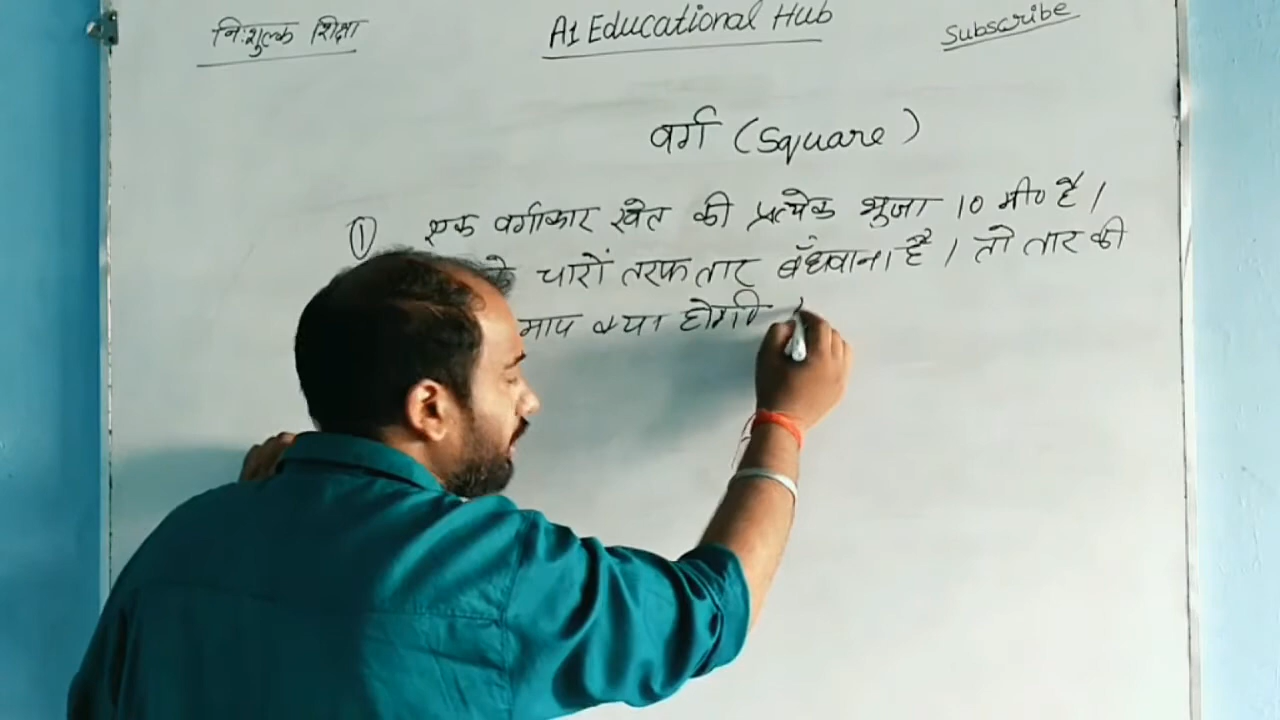 निःशुल्क शिक्षा
A1 Educational Hub
Subscribe
वर्ग (Square)
① एक वर्गाकार खेत की प्रत्येक भुजा 10 मी० है।
के चारों तरफ तार बँधवाना है। तो तार की
माप क्या होगी